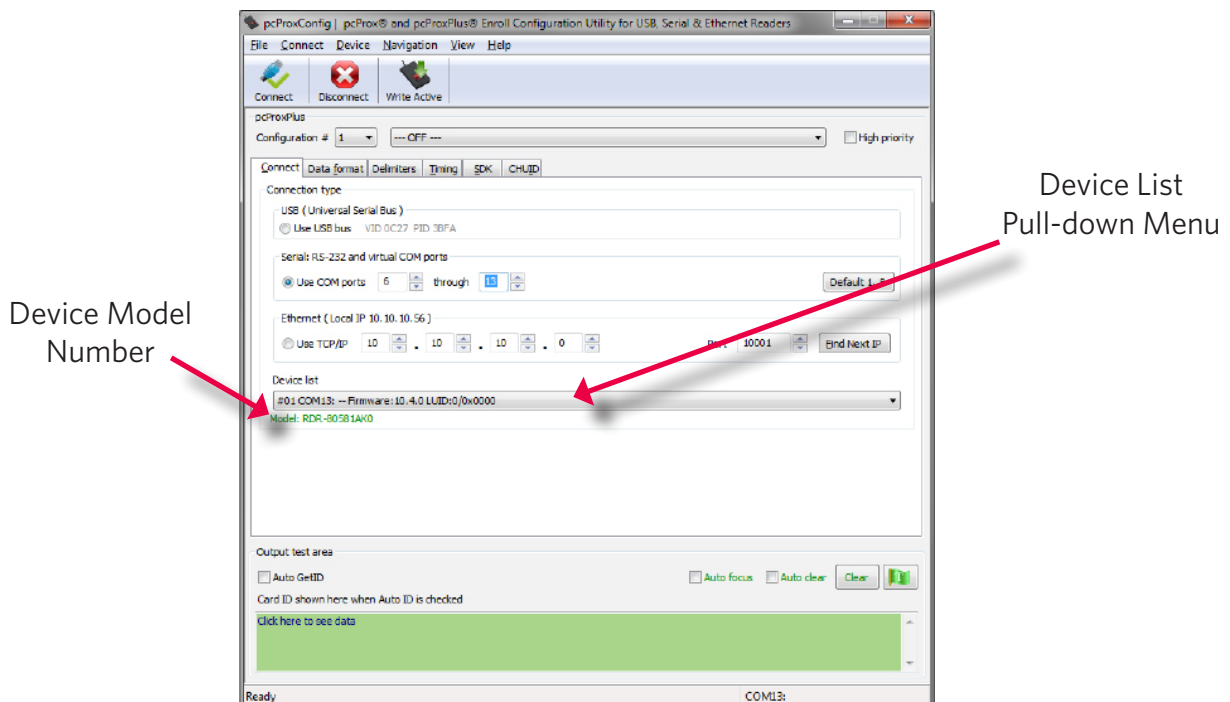 pcProxConfig | pcProx® and pcProxPlus® Enroll Configuration Utility for USB, Serial & Ethernet Readers
File Connect Device Navigation View Help
Connect Disconnect Write Active
pcProxPlus
Configuration # 1 --- OFF --- High priority
Connect Data format Delimiters Timing SDK CHUID
Connection type
USB ( Universal Serial Bus )
Use USB bus VID 0C27 PID 3BFA
Serial: RS-232 and virtual COM ports
Use COM ports 6 through 13 Default 1..8
Ethernet ( Local IP 10.10.10.56 )
Use TCP/IP 10 . 10 . 10 . 0 Port 10001 Find Next IP
Device list
#01 COM13: -- Firmware:10.4.0 LUID:0/0x0000
Model: RDR-80581AK0
Device List
Pull-down Menu
Device Model
Number
Output test area
Auto GetID Auto focus Auto clear Clear
Card ID shown here when Auto ID is checked
Click here to see data
Ready COM13: